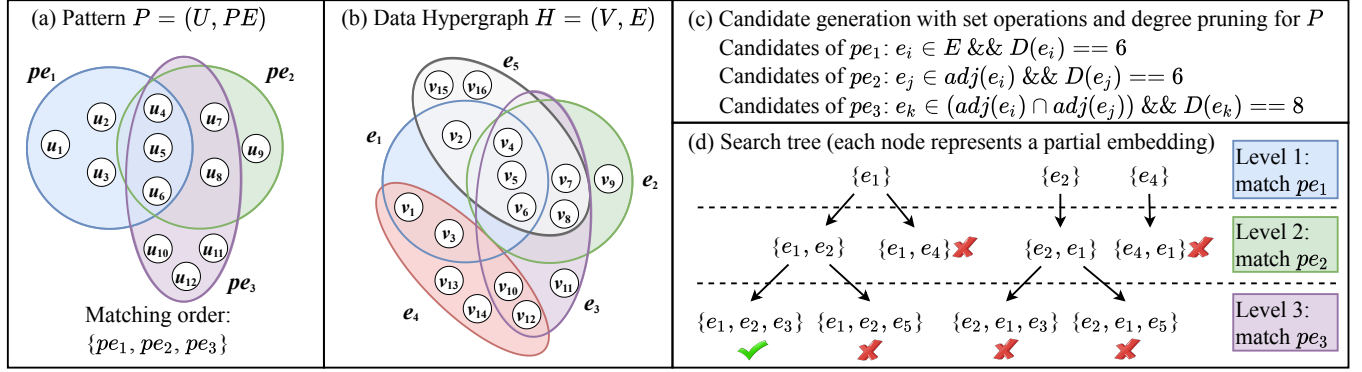 (a) Pattern P = (U, PE)
pe₁
pe₂
u₁
u₂
u₃
u₄
u₅
u₆
u₇
u₈
u₉
u₁₀
u₁₁
u₁₂
pe₃
Matching order:
{pe₁, pe₂, pe₃}
(b) Data Hypergraph H = (V, E)
e₅
v₁₅
v₁₆
e₁
v₂
v₄
v₅
v₆
v₇
v₈
v₉
e₂
v₁
v₃
v₁₃
v₁₀
v₁₁
v₁₄
v₁₂
e₃
e₄
(c) Candidate generation with set operations and degree pruning for P
Candidates of pe₁: eᵢ ∈ E && D(eᵢ) == 6
Candidates of pe₂: eⱼ ∈ adj(eᵢ) && D(eⱼ) == 6
Candidates of pe₃: eₖ ∈ (adj(eᵢ) ∩ adj(eⱼ)) && D(eₖ) == 8
(d) Search tree (each node represents a partial embedding)
{e₁}
{e₂}
{e₄}
Level 1:
match pe₁
{e₁, e₂}
{e₁, e₄}
{e₂, e₁}
{e₄, e₁}
Level 2:
match pe₂
{e₁, e₂, e₃}
{e₁, e₂, e₅}
{e₂, e₁, e₃}
{e₂, e₁, e₅}
Level 3:
match pe₃